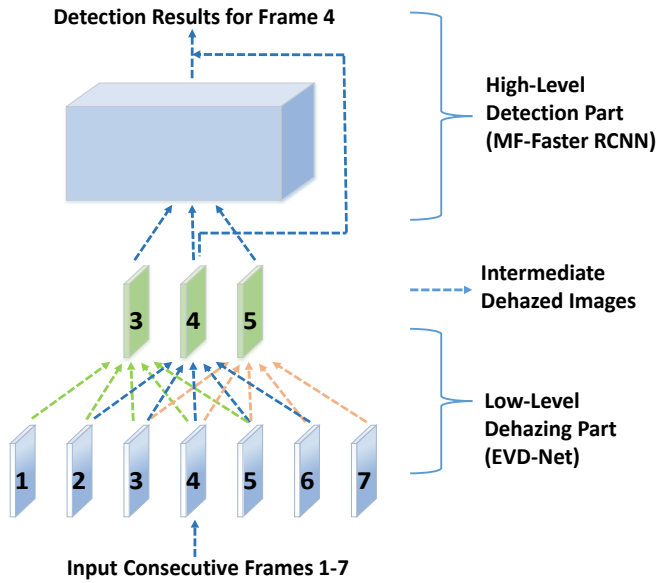 Detection Results for Frame 4
High-Level
Detection Part
(MF-Faster RCNN)
Intermediate
Dehazed Images
3 4 5
Low-Level
Dehazing Part
(EVD-Net)
1 2 3 4 5 6 7
Input Consecutive Frames 1-7